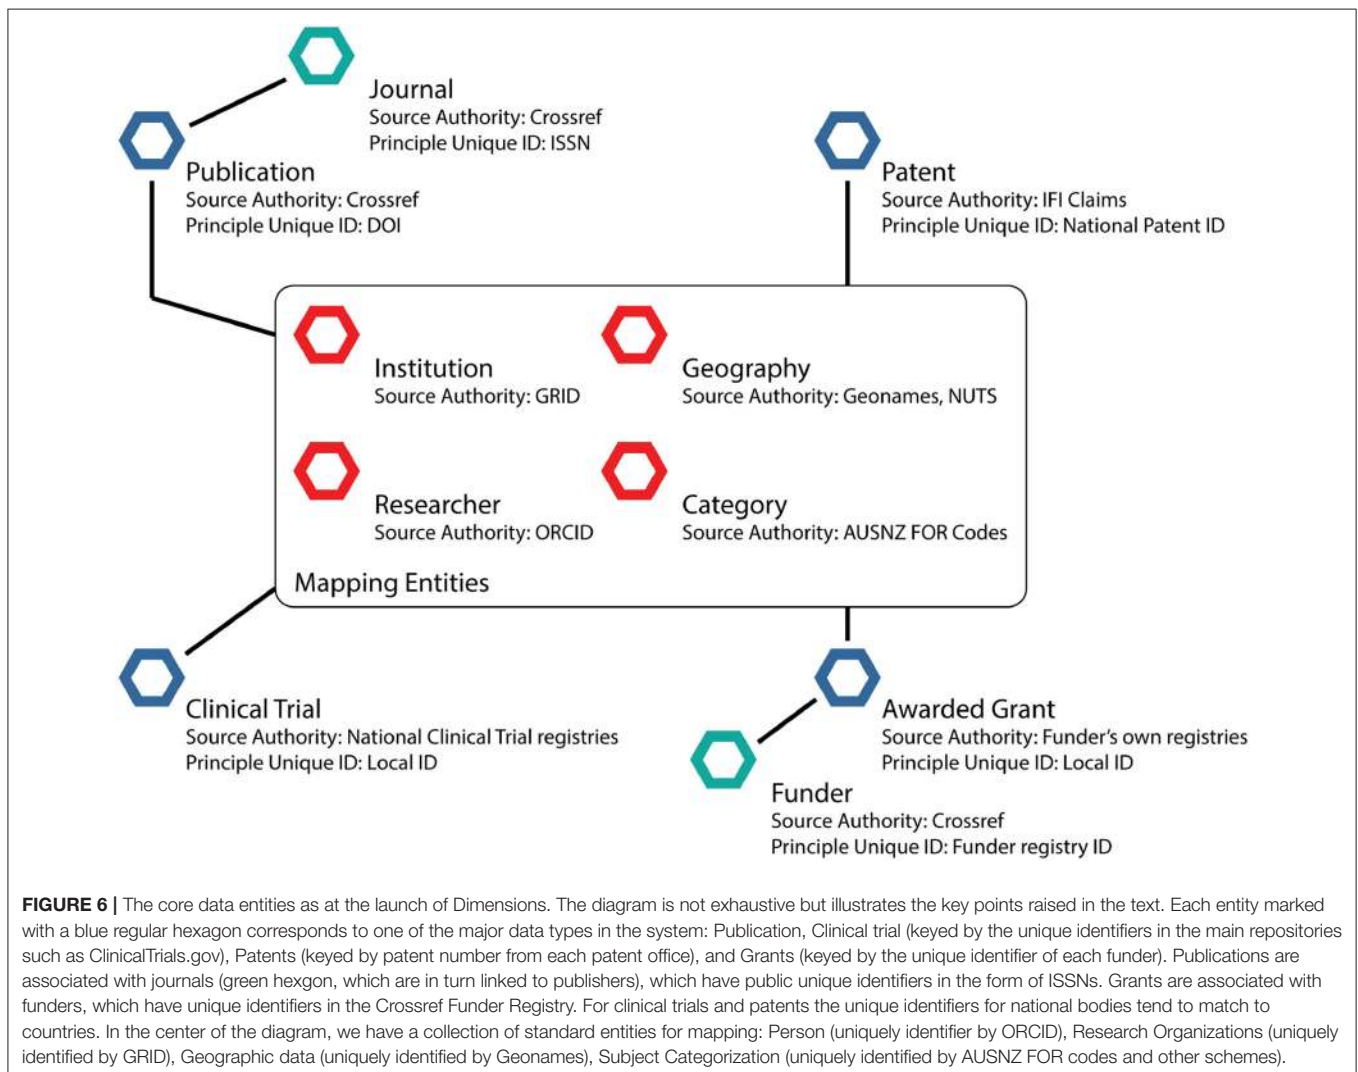 Journal
Source Authority: Crossref
Principle Unique ID: ISSN
Publication
Source Authority: Crossref
Principle Unique ID: DOI
Patent
Source Authority: IFI Claims
Principle Unique ID: National Patent ID
Institution
Source Authority: GRID
Geography
Source Authority: Geonames, NUTS
Researcher
Source Authority: ORCID
Category
Source Authority: AUSNZ FOR Codes
Mapping Entities
Clinical Trial
Source Authority: National Clinical Trial registries
Principle Unique ID: Local ID
Awarded Grant
Source Authority: Funder's own registries
Principle Unique ID: Local ID
Funder
Source Authority: Crossref
Principle Unique ID: Funder registry ID
FIGURE 6 | The core data entities as at the launch of Dimensions. The diagram is not exhaustive but illustrates the key points raised in the text. Each entity marked
with a blue regular hexagon corresponds to one of the major data types in the system: Publication, Clinical trial (keyed by the unique identifiers in the main repositories
such as ClinicalTrials.gov), Patents (keyed by patent number from each patent office), and Grants (keyed by the unique identifier of each funder). Publications are
associated with journals (green hexgon, which are in turn linked to publishers), which have public unique identifiers in the form of ISSNs. Grants are associated with
funders, which have unique identifiers in the Crossref Funder Registry. For clinical trials and patents the unique identifiers for national bodies tend to match to
countries. In the center of the diagram, we have a collection of standard entities for mapping: Person (uniquely identifier by ORCID), Research Organizations (uniquely
identified by GRID), Geographic data (uniquely identified by Geonames), Subject Categorization (uniquely identified by AUSNZ FOR codes and other schemes).